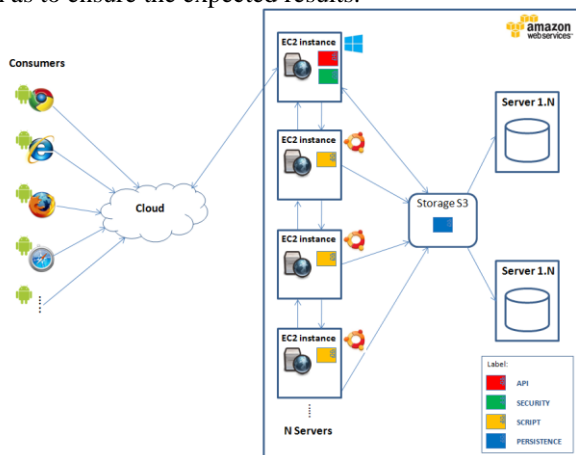 as to ensure the expected results.
amazon
webservices
Consumers
EC2 instance
Server 1.N
EC2 instance
Cloud
Storage S3
EC2 instance
Server 1.N
EC2 instance
Label:
API
SECURITY
SCRIPT
PERSISTENCE
N Servers